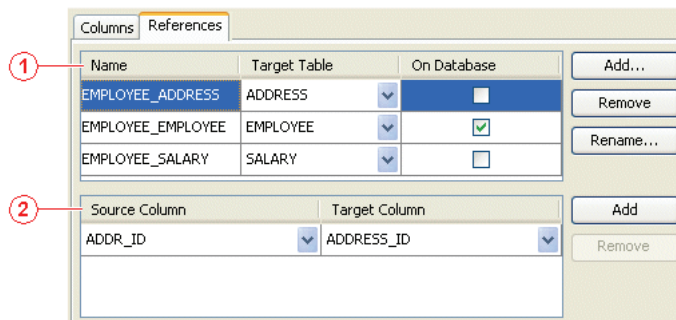 Columns References
1 Name Target Table On Database Add...
EMPLOYEE_ADDRESS ADDRESS Remove
EMPLOYEE_EMPLOYEE EMPLOYEE
Rename...
EMPLOYEE_SALARY SALARY
2 Source Column Target Column Add
ADDR_ID ADDRESS_ID Remove